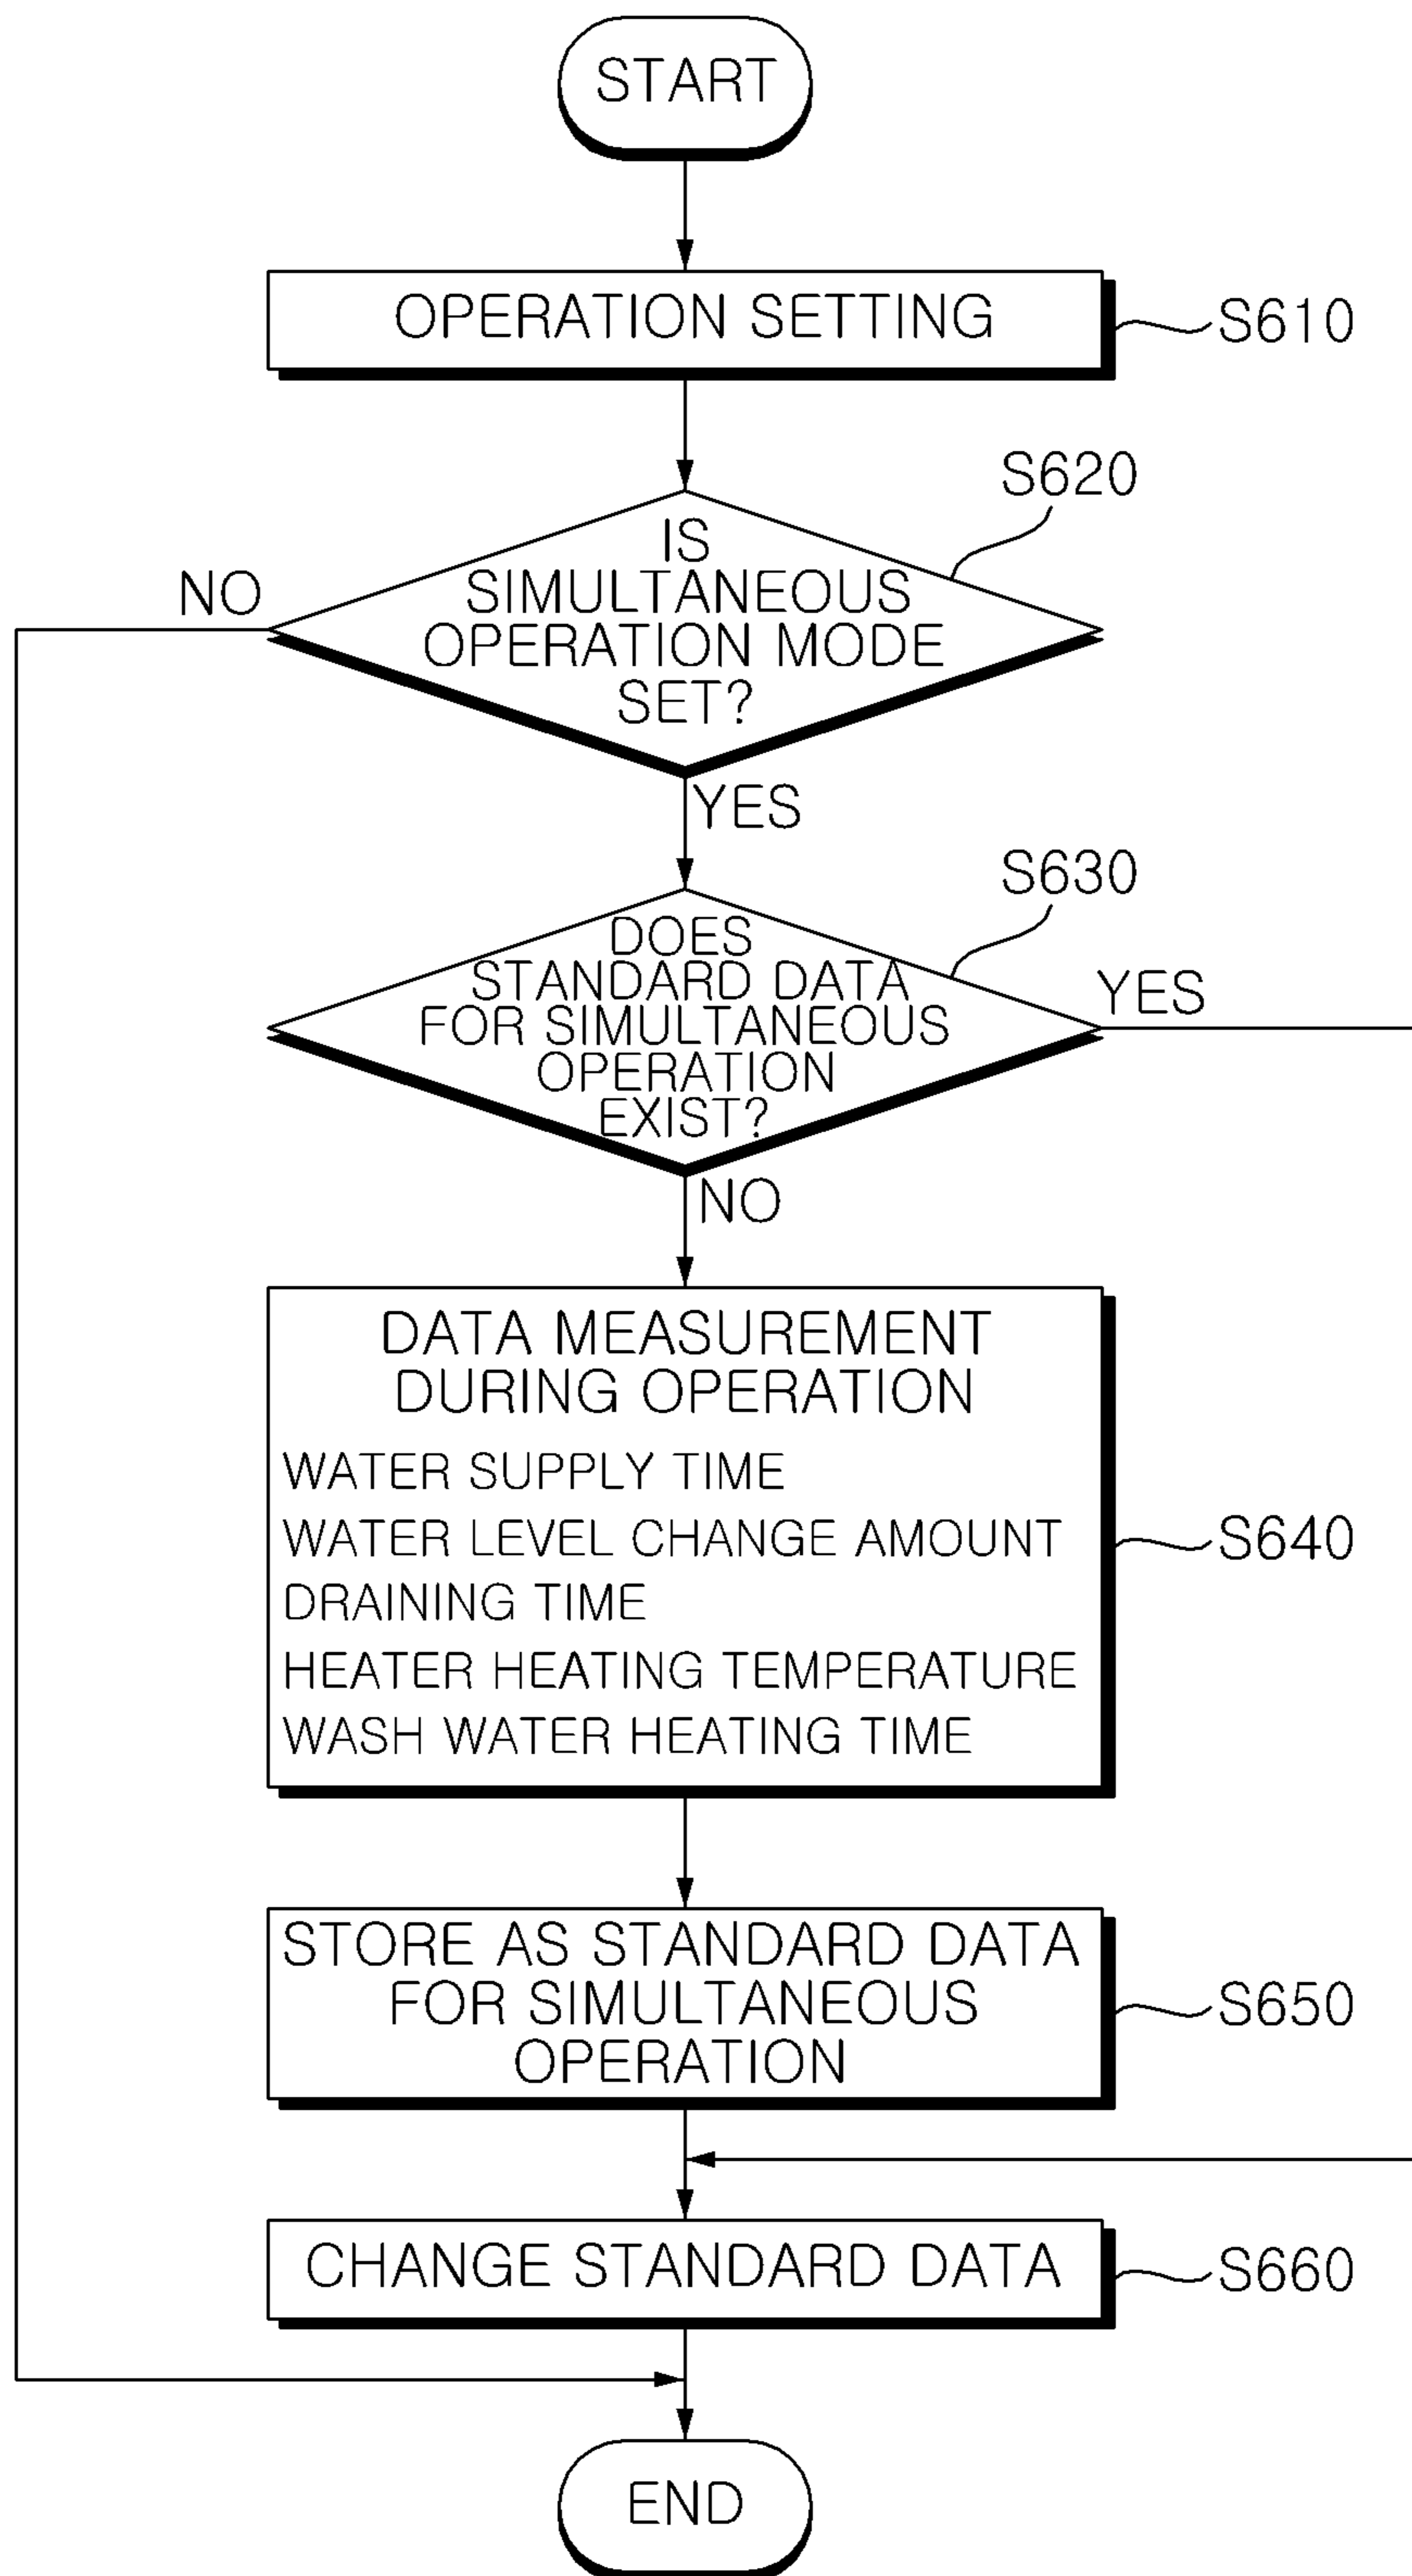 START
OPERATION SETTING
S610
S620
IS
SIMULTANEOUS
OPERATION MODE
SET?
NO
YES
S630
DOES
STANDARD DATA
FOR SIMULTANEOUS
OPERATION
EXIST?
YES
NO
DATA MEASUREMENT
DURING OPERATION
WATER SUPPLY TIME
WATER LEVEL CHANGE AMOUNT
DRAINING TIME
HEATER HEATING TEMPERATURE
WASH WATER HEATING TIME
S640
STORE AS STANDARD DATA
FOR SIMULTANEOUS
OPERATION
S650
CHANGE STANDARD DATA
S660
END